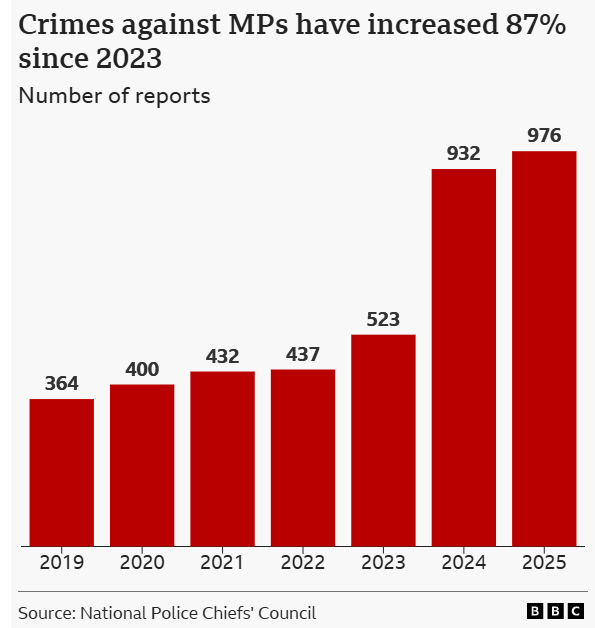 Crimes against MPs have increased 87%
since 2023
Number of reports
976
932
523
437
432
400
364
2019 2020 2021 2022 2023 2024 2025
Source: National Police Chiefs' Council
BBC